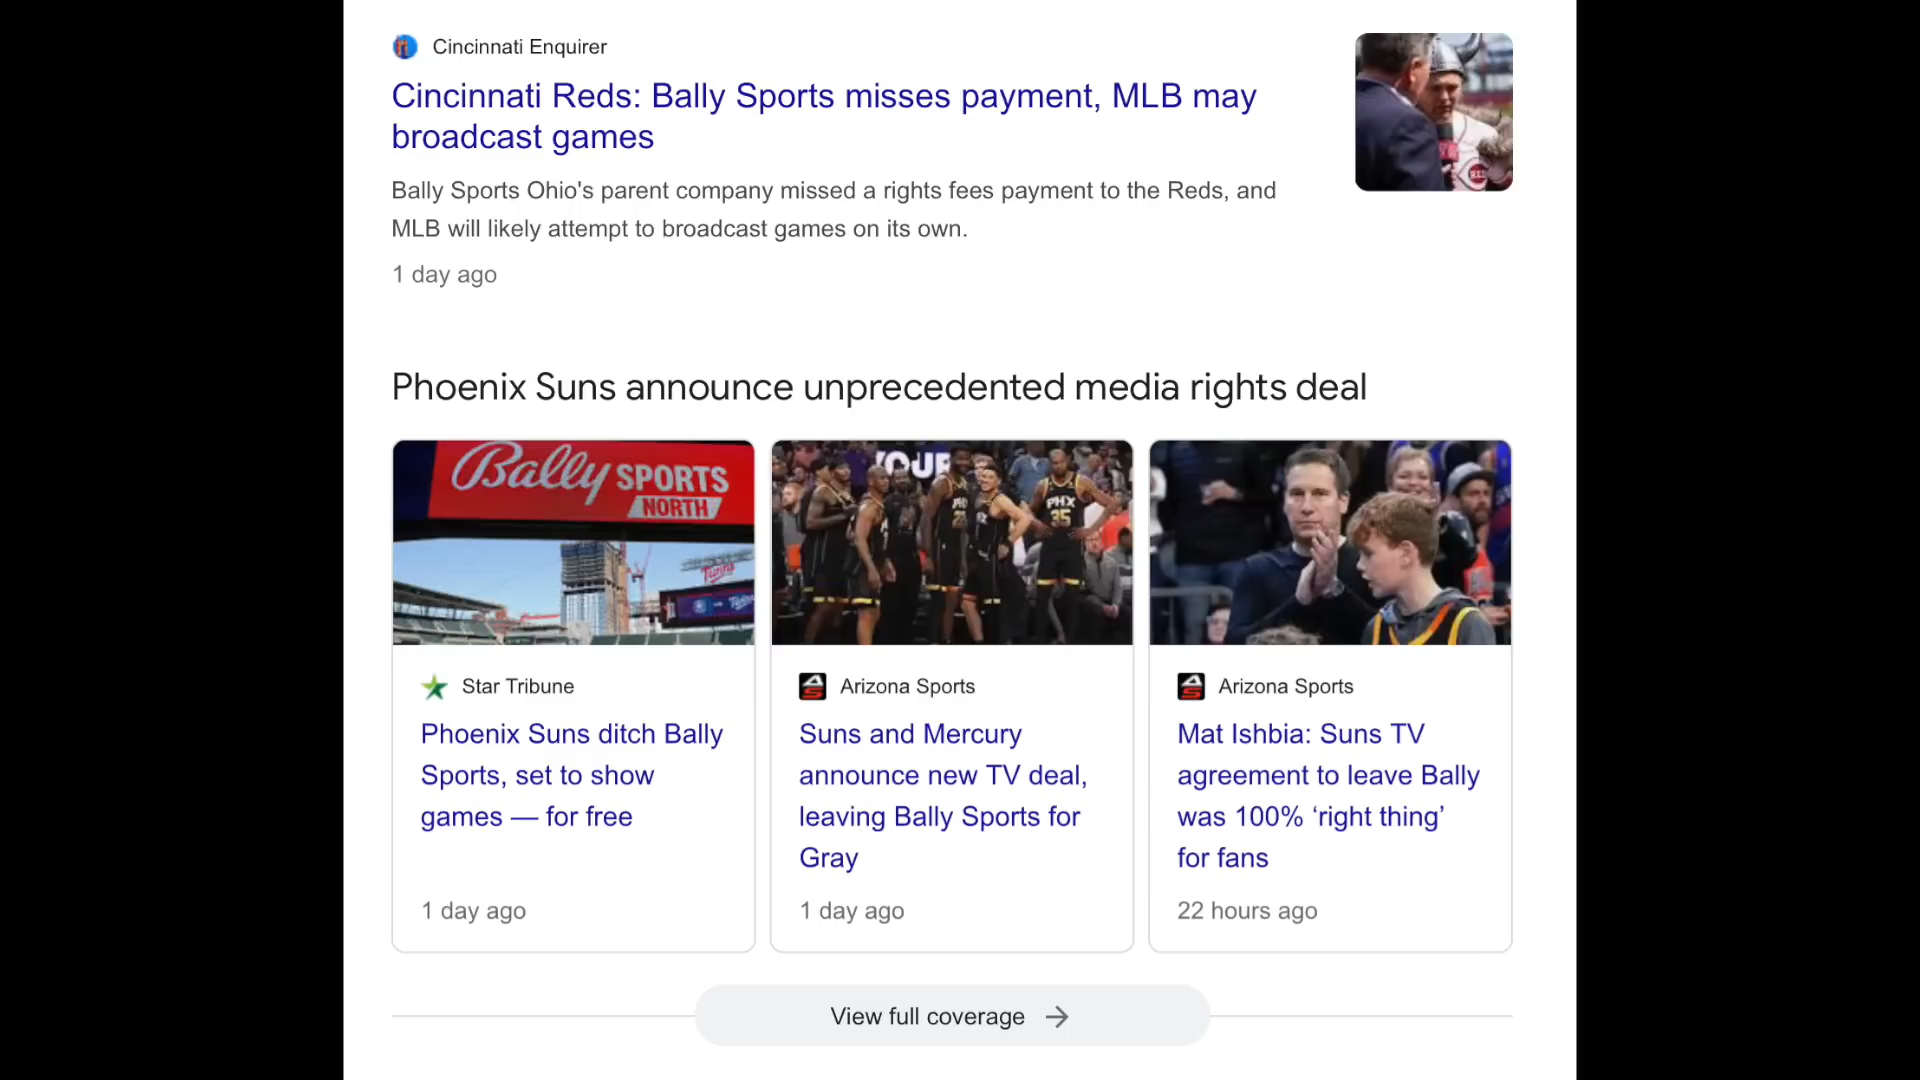 Cincinnati Enquirer
Cincinnati Reds: Bally Sports misses payment, MLB may
broadcast games
Bally Sports Ohio's parent company missed a rights fees payment to the Reds, and
MLB will likely attempt to broadcast games on its own.
1 day ago
REDS
Phoenix Suns announce unprecedented media rights deal
Bally SPORTS
NORTH
Twins
YOUR
PHX
35
Star Tribune
Phoenix Suns ditch Bally
Sports, set to show
games — for free
1 day ago
Arizona Sports
Suns and Mercury
announce new TV deal,
leaving Bally Sports for
Gray
1 day ago
Arizona Sports
Mat Ishbia: Suns TV
agreement to leave Bally
was 100% ‘right thing’
for fans
22 hours ago
View full coverage